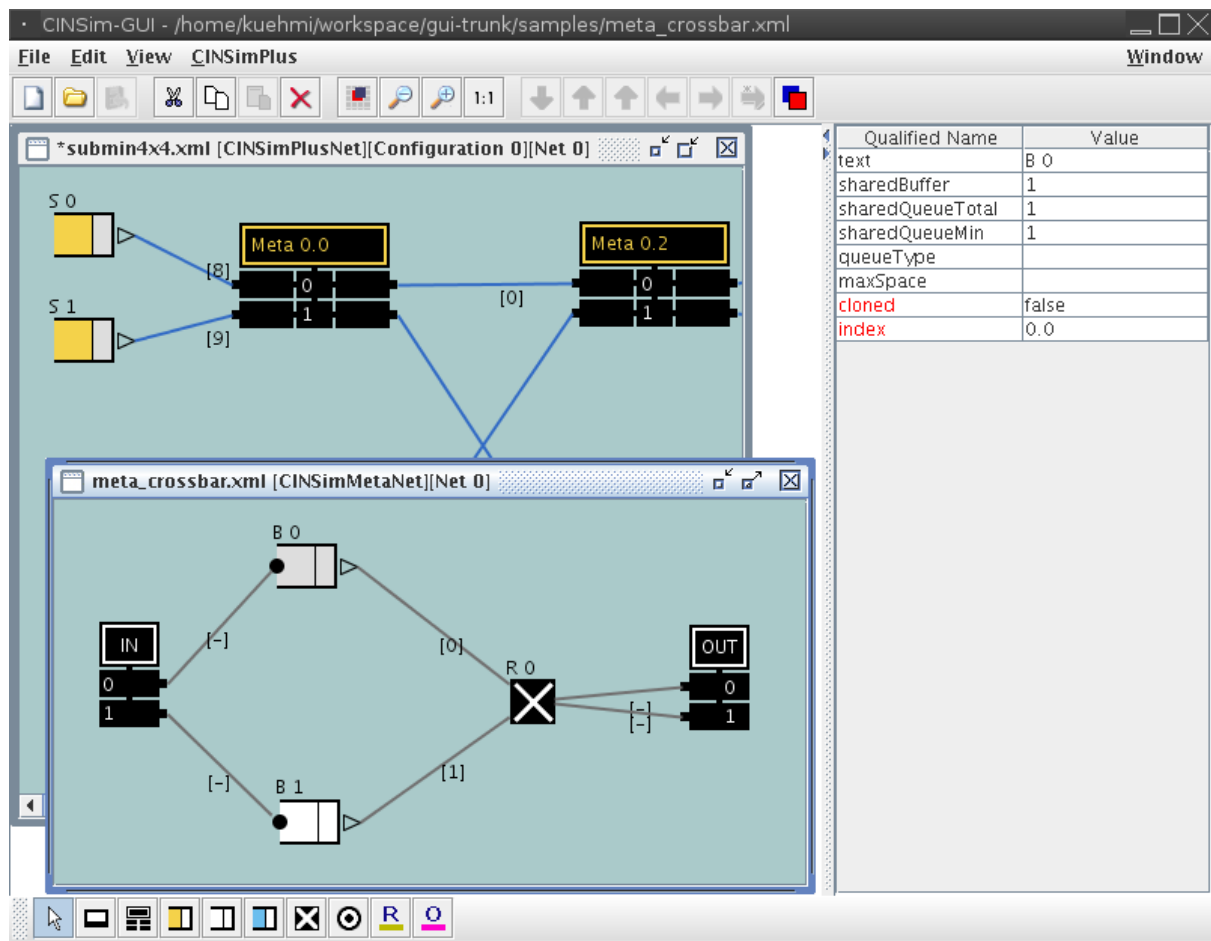 CINSim-GUI - /home/kuehmi/workspace/gui-trunk/samples/meta_crossbar.xml
File Edit View CINSimPlus Window
1:1
*submin4x4.xml [CINSimPlusNet][Configuration 0][Net 0]
S 0
Meta 0.0
Meta 0.2
[8]
0
0
[0]
S 1
1
1
[9]
meta_crossbar.xml [CINSimMetaNet][Net 0]
B 0
IN
[-]
[0]
OUT
R 0
0
0
1
[-]
[-]
1
[-]
[1]
B 1
Qualified Name Value
text B 0
sharedBuffer 1
sharedQueueTotal 1
sharedQueueMin 1
queueType
maxSpace
cloned false
index 0.0
R O